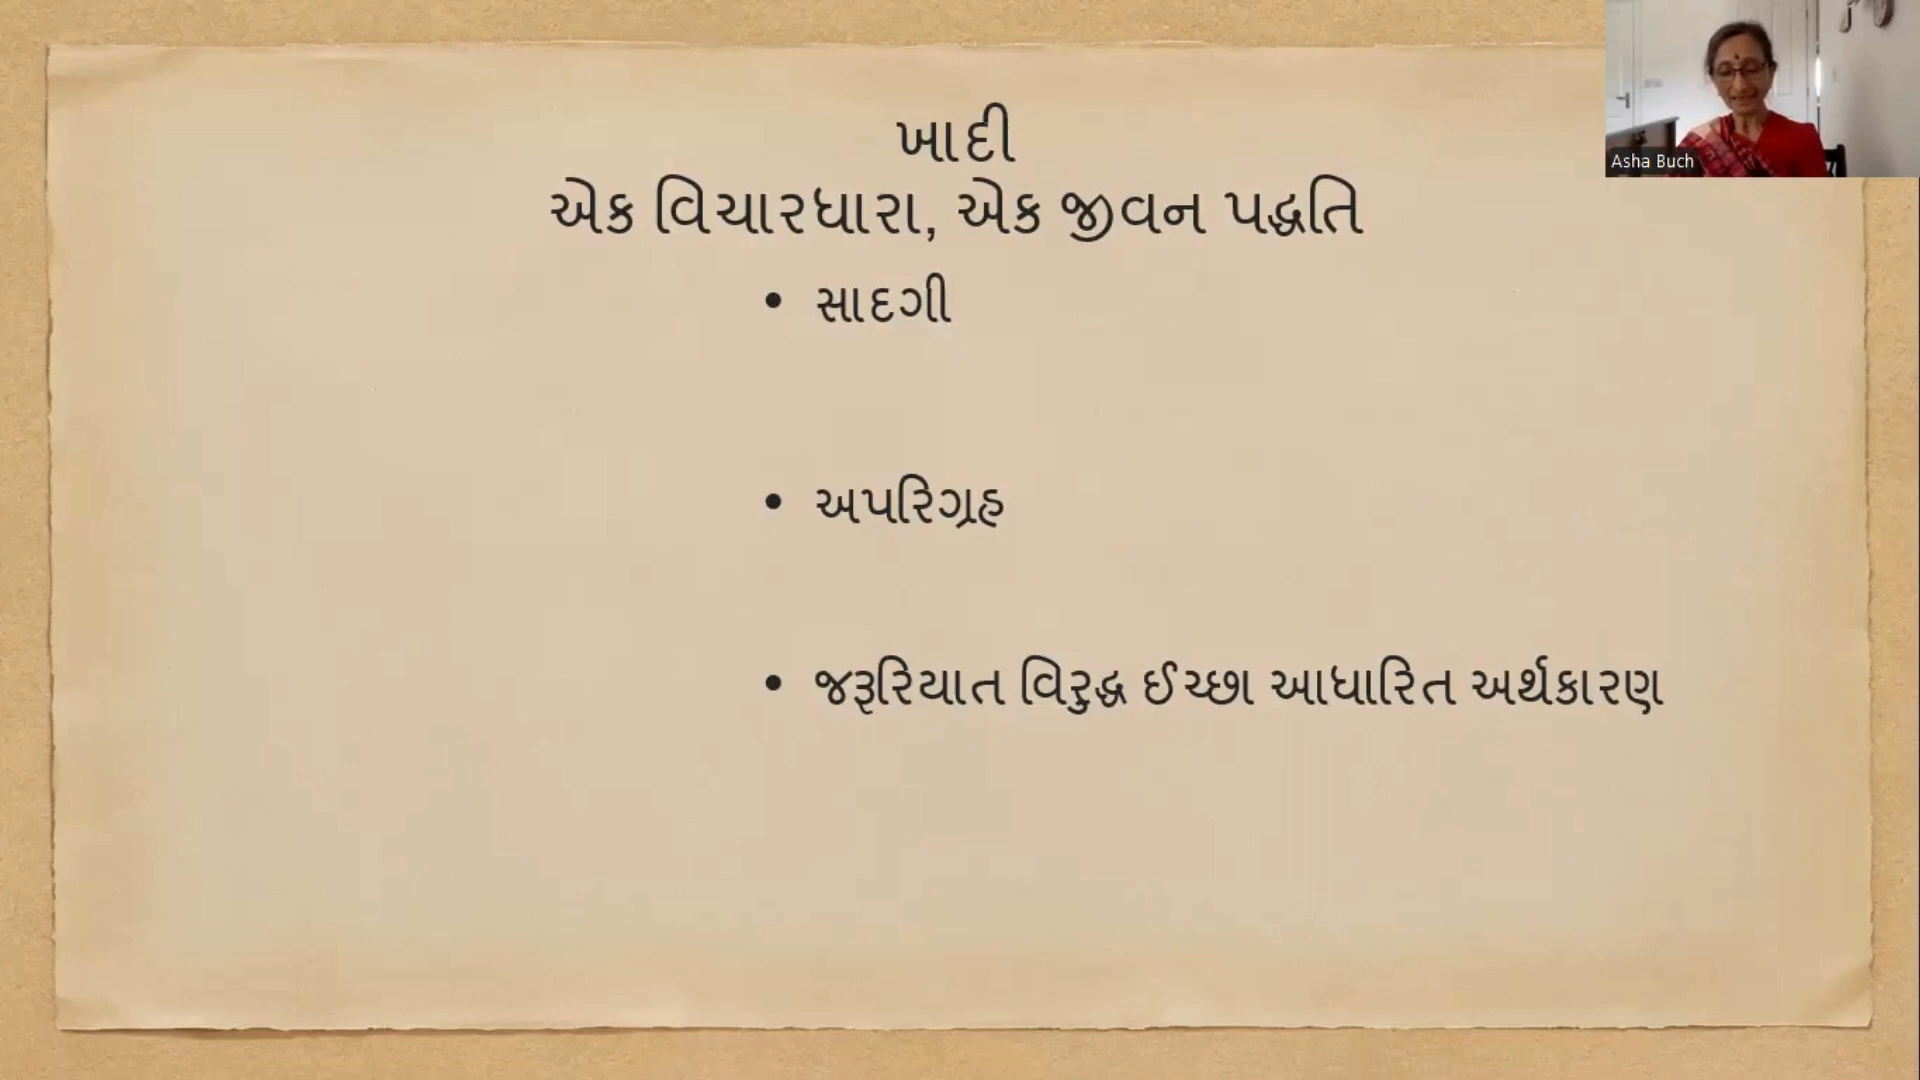 ખાદી
એક વિચારધારા, એક જીવન પદ્ધતિ
• સાદગી
• અપરિગ્રહ
• જરૂરિયાત વિરુદ્ધ ઈચ્છા આધારિત અર્થકારણ
Asha Buch